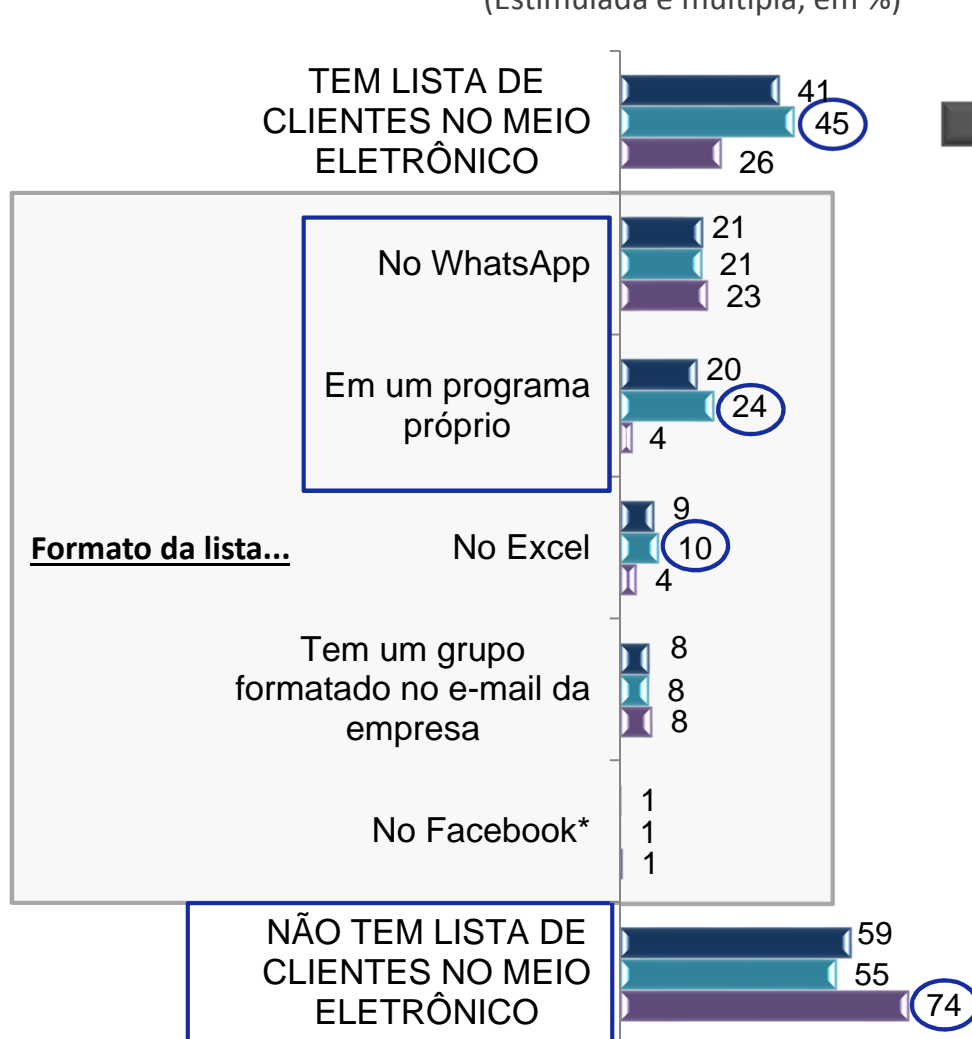 (Estimulada e múltipla, em %)
TEM LISTA DE
CLIENTES NO MEIO
ELETRÔNICO
41
45
26
No WhatsApp
21
21
23
Em um programa
próprio
20
24
4
Formato da lista...
No Excel
9
10
4
Tem um grupo
formatado no e-mail da
empresa
8
8
8
No Facebook*
1
1
1
NÃO TEM LISTA DE
CLIENTES NO MEIO
ELETRÔNICO
59
55
74